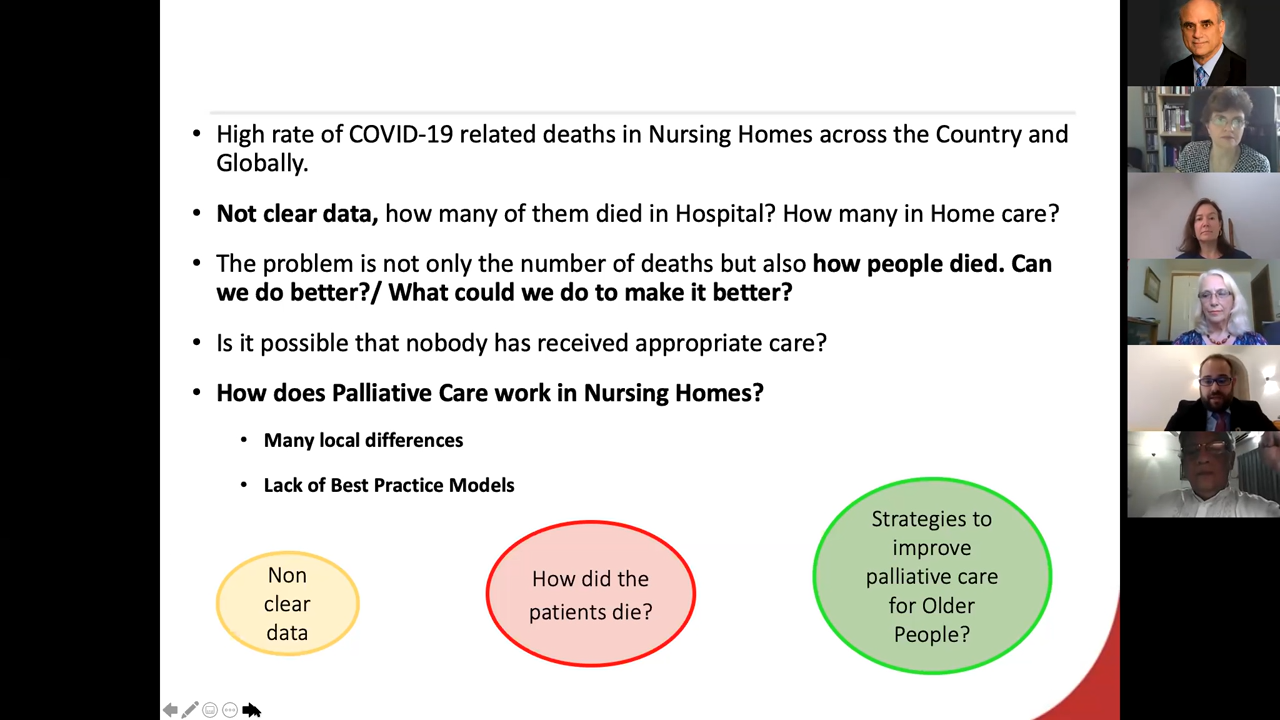 • High rate of COVID-19 related deaths in Nursing Homes across the Country and
Globally.
• Not clear data, how many of them died in Hospital? How many in Home care?
• The problem is not only the number of deaths but also how people died. Can
we do better?/ What could we do to make it better?
• Is it possible that nobody has received appropriate care?
• How does Palliative Care work in Nursing Homes?
• Many local differences
• Lack of Best Practice Models
Non
clear
data
How did the
patients die?
Strategies to
improve
palliative care
for Older
People?